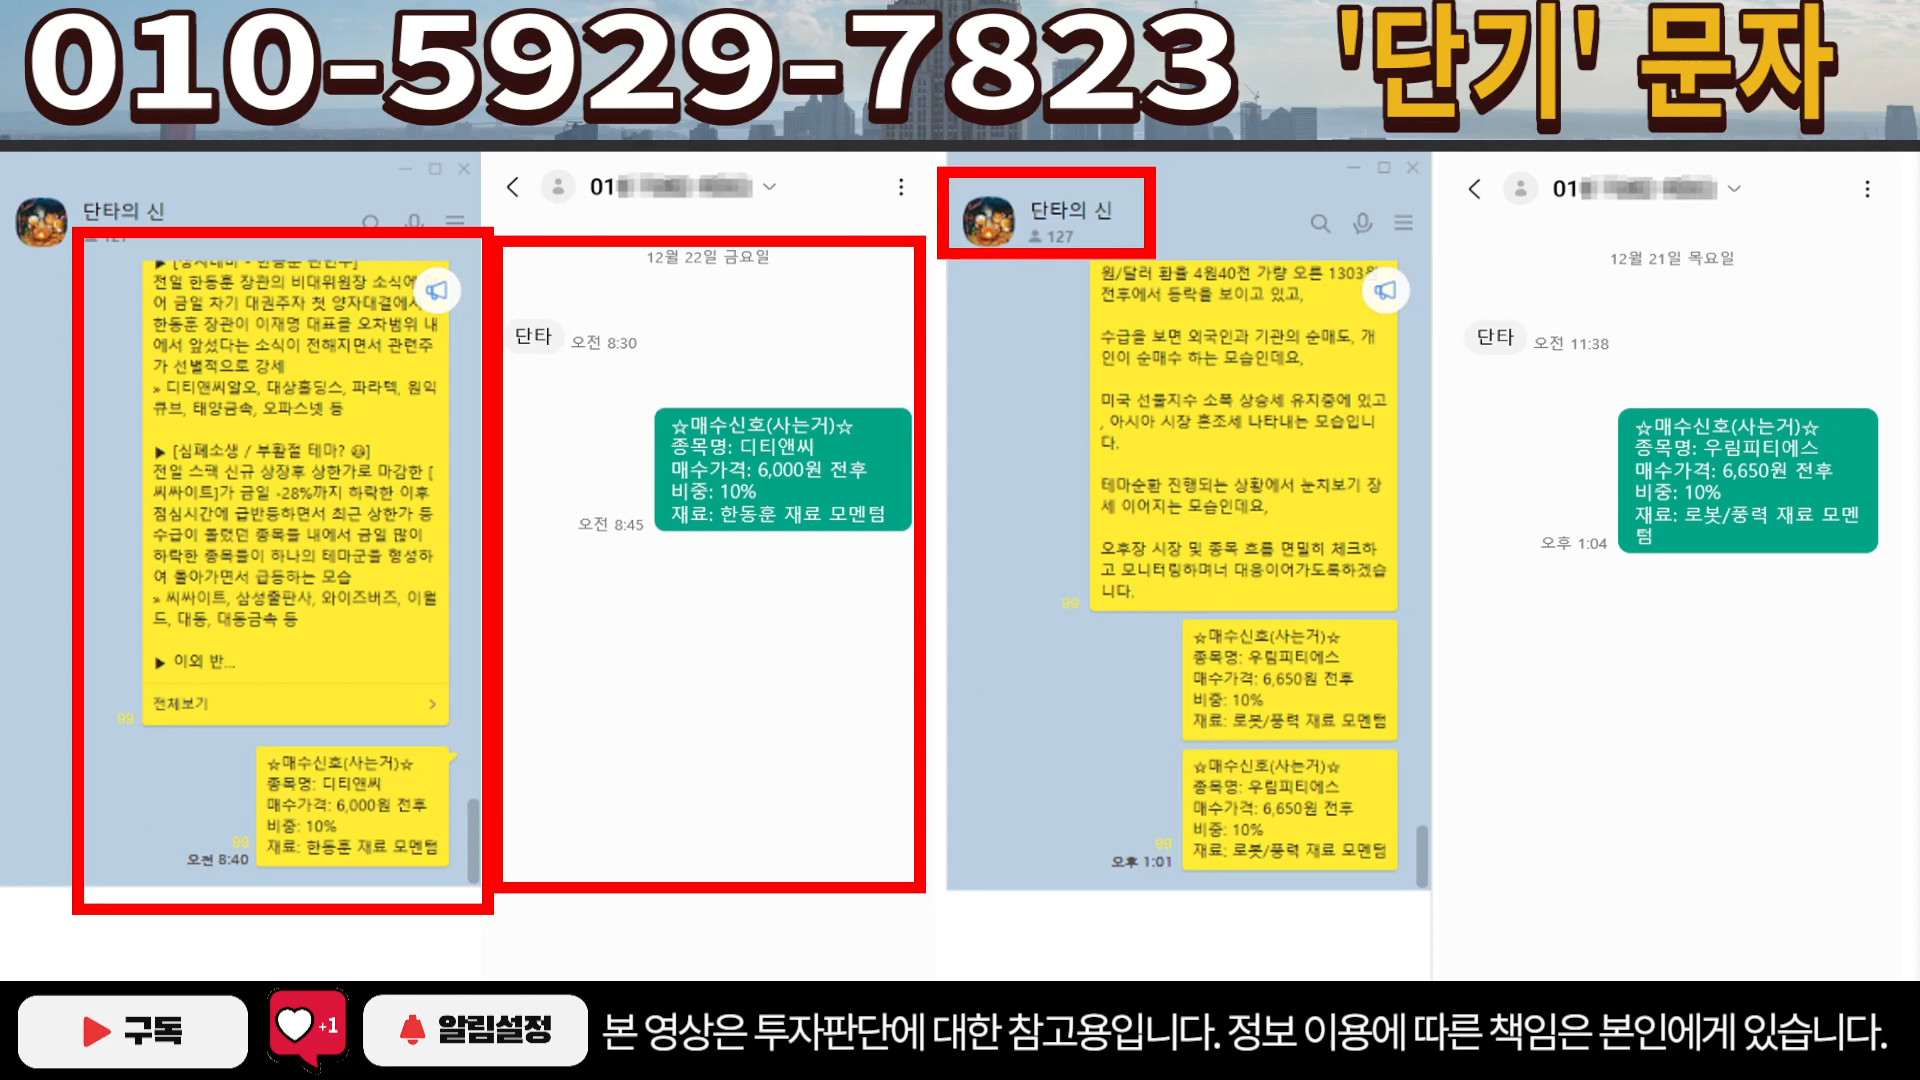 010-5929-7823 '단기' 문자
단타의 신
127
전일 한동훈 장관의 비대위원장 소식에
어 금일 차기 대권주자 첫 양자대결에서
한동훈 장관이 이재명 대표를 오차범위 내
에서 앞섰다는 소식이 전해지면서 관련주
가 선별적으로 강세
» 디티앤씨알오, 대상홀딩스, 파라텍, 원익
큐브, 태양금속, 오파스넷 등
▶ [심폐소생 / 부활절 테마? 😂]
전일 스팩 신규 상장후 상한가로 마감한 [
씨싸이트]가 금일 -28%까지 하락한 이후
점심시간에 급반등하면서 최근 상한가 등
수급이 몰렸던 종목들 내에서 금일 많이
하락한 종목들이 하나의 테마군을 형성하
여 돌아가면서 급등하는 모습
» 씨싸이트, 삼성출판사, 와이즈버즈, 이월
드, 대동, 대동금속 등
▶ 이외 반...
전체보기
99
☆매수신호(사는거)☆
종목명: 디티앤씨
매수가격: 6,000원 전후
비중: 10%
재료: 한동훈 재료 모멘텀
99
오전 8:40
01
12월 22일 금요일
단타 오전 8:30
☆매수신호(사는거)☆
종목명: 디티앤씨
매수가격: 6,000원 전후
비중: 10%
재료: 한동훈 재료 모멘텀
오전 8:45
단타의 신
127
원/달러 환율 4원40전 가량 오른 1303원
전후에서 등락을 보이고 있고,
수급을 보면 외국인과 기관의 순매도, 개
인이 순매수 하는 모습인데요,
미국 선물지수 소폭 상승세 유지중에 있고
, 아시아 시장 혼조세 나타내는 모습입니
다.
테마순환 진행되는 상황에서 눈치보기 장
세 이어지는 모습인데요,
오후장 시장 및 종목 흐름 면밀히 체크하
고 모니터링하며너 대응이어가도록하겠습
니다.
99
☆매수신호(사는거)☆
종목명: 우림피티에스
매수가격: 6,650원 전후
비중: 10%
재료: 로봇/풍력 재료 모멘텀
☆매수신호(사는거)☆
종목명: 우림피티에스
매수가격: 6,650원 전후
비중: 10%
재료: 로봇/풍력 재료 모멘텀
99
오후 1:01
01
12월 21일 목요일
단타 오전 11:38
☆매수신호(사는거)☆
종목명: 우림피티에스
매수가격: 6,650원 전후
비중: 10%
재료: 로봇/풍력 재료 모멘
텀
오후 1:04
구독 +1 알림설정 본 영상은 투자판단에 대한 참고용입니다. 정보 이용에 따른 책임은 본인에게 있습니다.